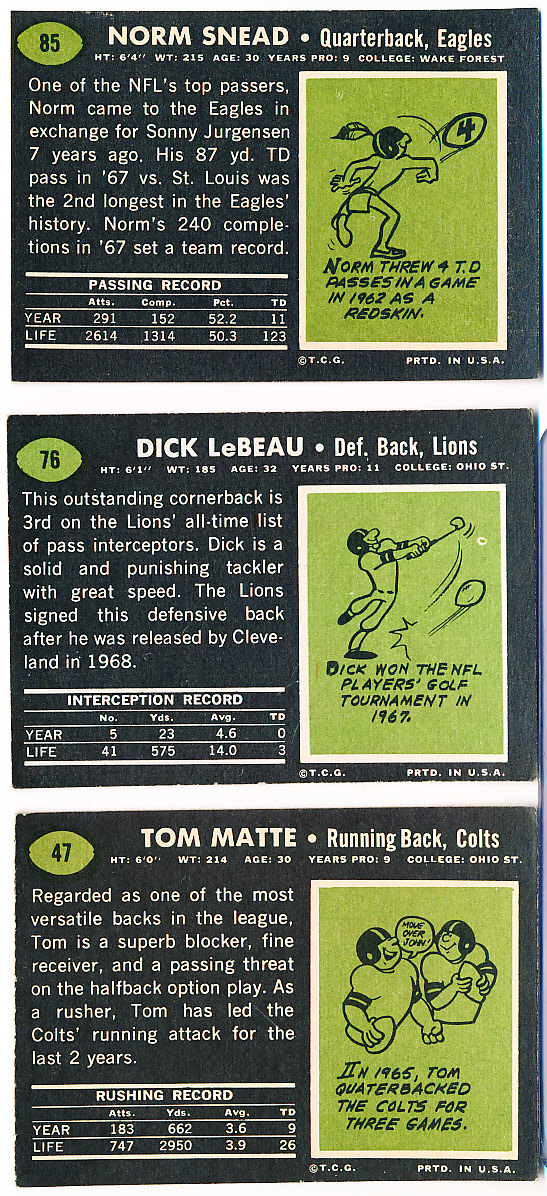 85
NORM SNEAD • Quarterback, Eagles
HT: 6'4" WT: 215 AGE: 30 YEARS PRO: 9 COLLEGE: WAKE FOREST
One of the NFL's top passers,
Norm came to the Eagles in
exchange for Sonny Jurgensen
7 years ago. His 87 yd. TD
pass in '67 vs. St. Louis was
the 2nd longest in the Eagles'
history. Norm's 240 comple-
tions in '67 set a team record.
PASSING RECORD
Atts. Comp. Pct. TD
YEAR 291 152 52.2 11
LIFE 2614 1314 50.3 123
4
NORM THREW 4 T.D
PASSES IN A GAME
IN 1962 AS A
REDSKIN.
©T.C.G. PRTD. IN U.S.A.
76
DICK LeBEAU • Def. Back, Lions
HT: 6'1" WT: 185 AGE: 32 YEARS PRO: 11 COLLEGE: OHIO ST.
This outstanding cornerback is
3rd on the Lions' all-time list
of pass interceptors. Dick is a
solid and punishing tackler
with great speed. The Lions
signed this defensive back
after he was released by Cleve-
land in 1968.
INTERCEPTION RECORD
No. Yds. Avg. TD
YEAR 5 23 4.6 0
LIFE 41 575 14.0 3
DICK WON THE NFL
PLAYERS' GOLF
TOURNAMENT IN
1967.
©T.C.G. PRTD. IN U.S.A.
47
TOM MATTE • Running Back, Colts
HT: 6'0" WT: 214 AGE: 30 YEARS PRO: 9 COLLEGE: OHIO ST.
Regarded as one of the most
versatile backs in the league,
Tom is a superb blocker, fine
receiver, and a passing threat
on the halfback option play. As
a rusher, Tom has led the
Colts' running attack for the
last 2 years.
RUSHING RECORD
Atts. Yds. Avg. TD
YEAR 183 662 3.6 9
LIFE 747 2950 3.9 26
MOVE
OVER
JOHN!
IN 1965, TOM
QUATERBACKED
THE COLTS FOR
THREE GAMES.
©T.C.G. PRTD. IN U.S.A.